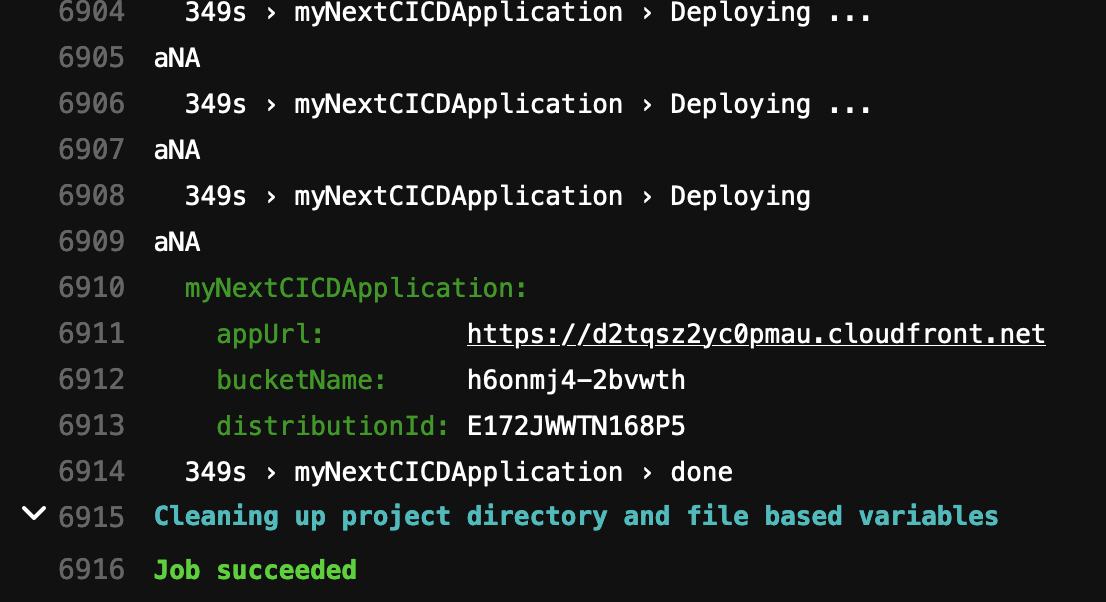 6904 349s › myNextCICDApplication › Deploying ...
6905 aNA
6906 349s › myNextCICDApplication › Deploying ...
6907 aNA
6908 349s › myNextCICDApplication › Deploying
6909 aNA
6910 myNextCICDApplication:
6911 appUrl: https://d2tqsz2yc0pmau.cloudfront.net
6912 bucketName: h6onmj4-2bvwth
6913 distributionId: E172JWWTN168P5
6914 349s › myNextCICDApplication › done
6915 Cleaning up project directory and file based variables
6916 Job succeeded